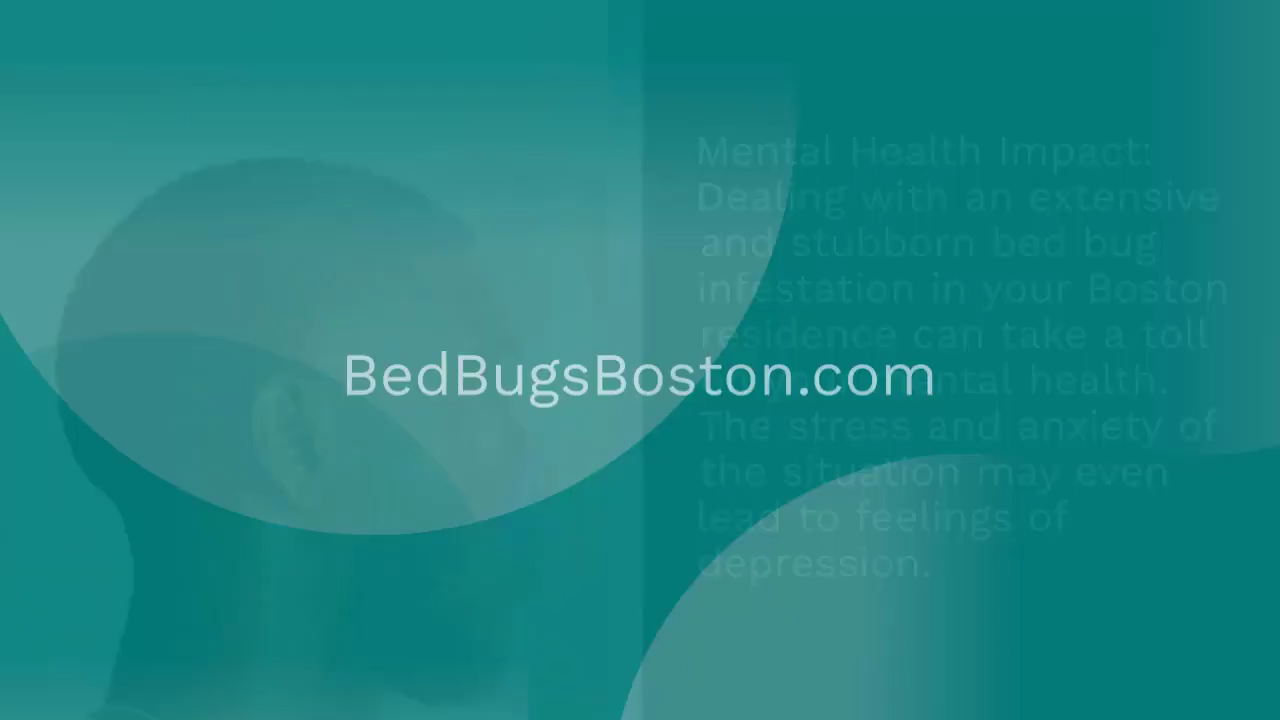 Mental Health Impact:
Dealing with an extensive
and stubborn bed bug
infestation in your Boston
residence can take a toll
BedBugsBoston.com
ntal health.
The stress and anxiety of
the situation may even
lead to feelings of
depression.